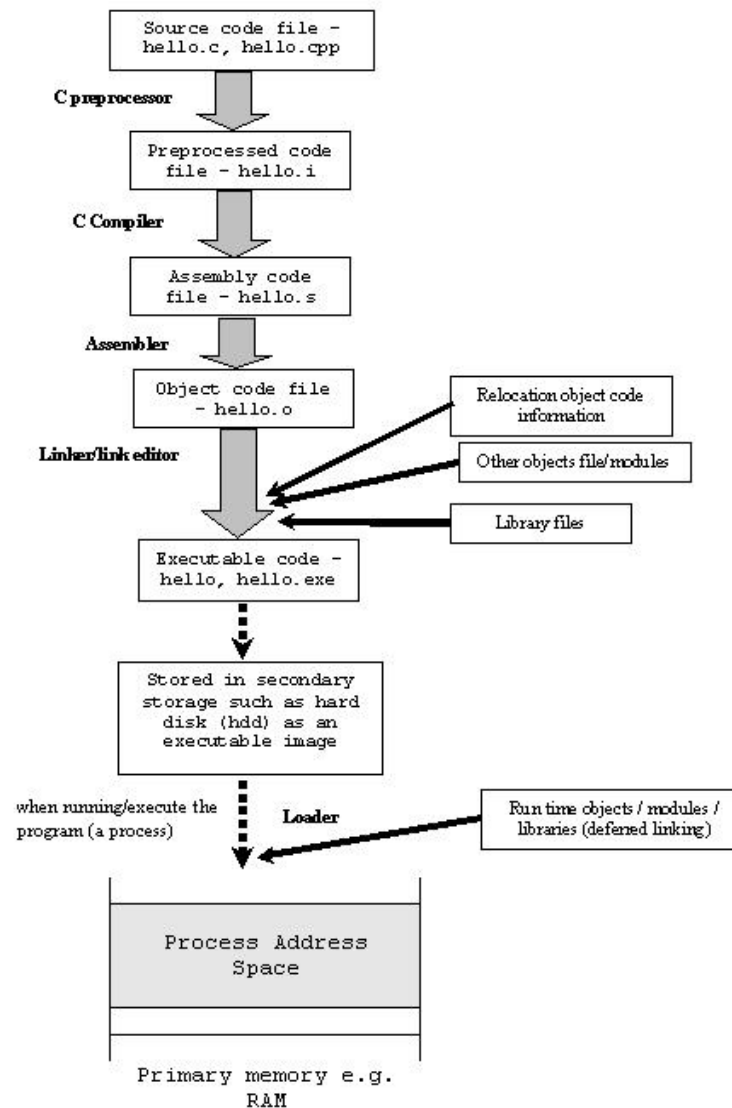 Source code file -
hello.c, hello.cpp
C preprocessor
Preprocessed code
file - hello.i
C Compiler
Assembly code
file - hello.s
Assembler
Object code file
- hello.o
Relocation object code
information
Linker/link editor
Other objects file/modules
Library files
Executable code -
hello, hello.exe
Stored in secondary
storage such as hard
disk (hdd) as an
executable image
when running/execute the
program (a process)
Loader
Run time objects / modules /
libraries (deferred linking)
Process Address
Space
Primary memory e.g.
RAM